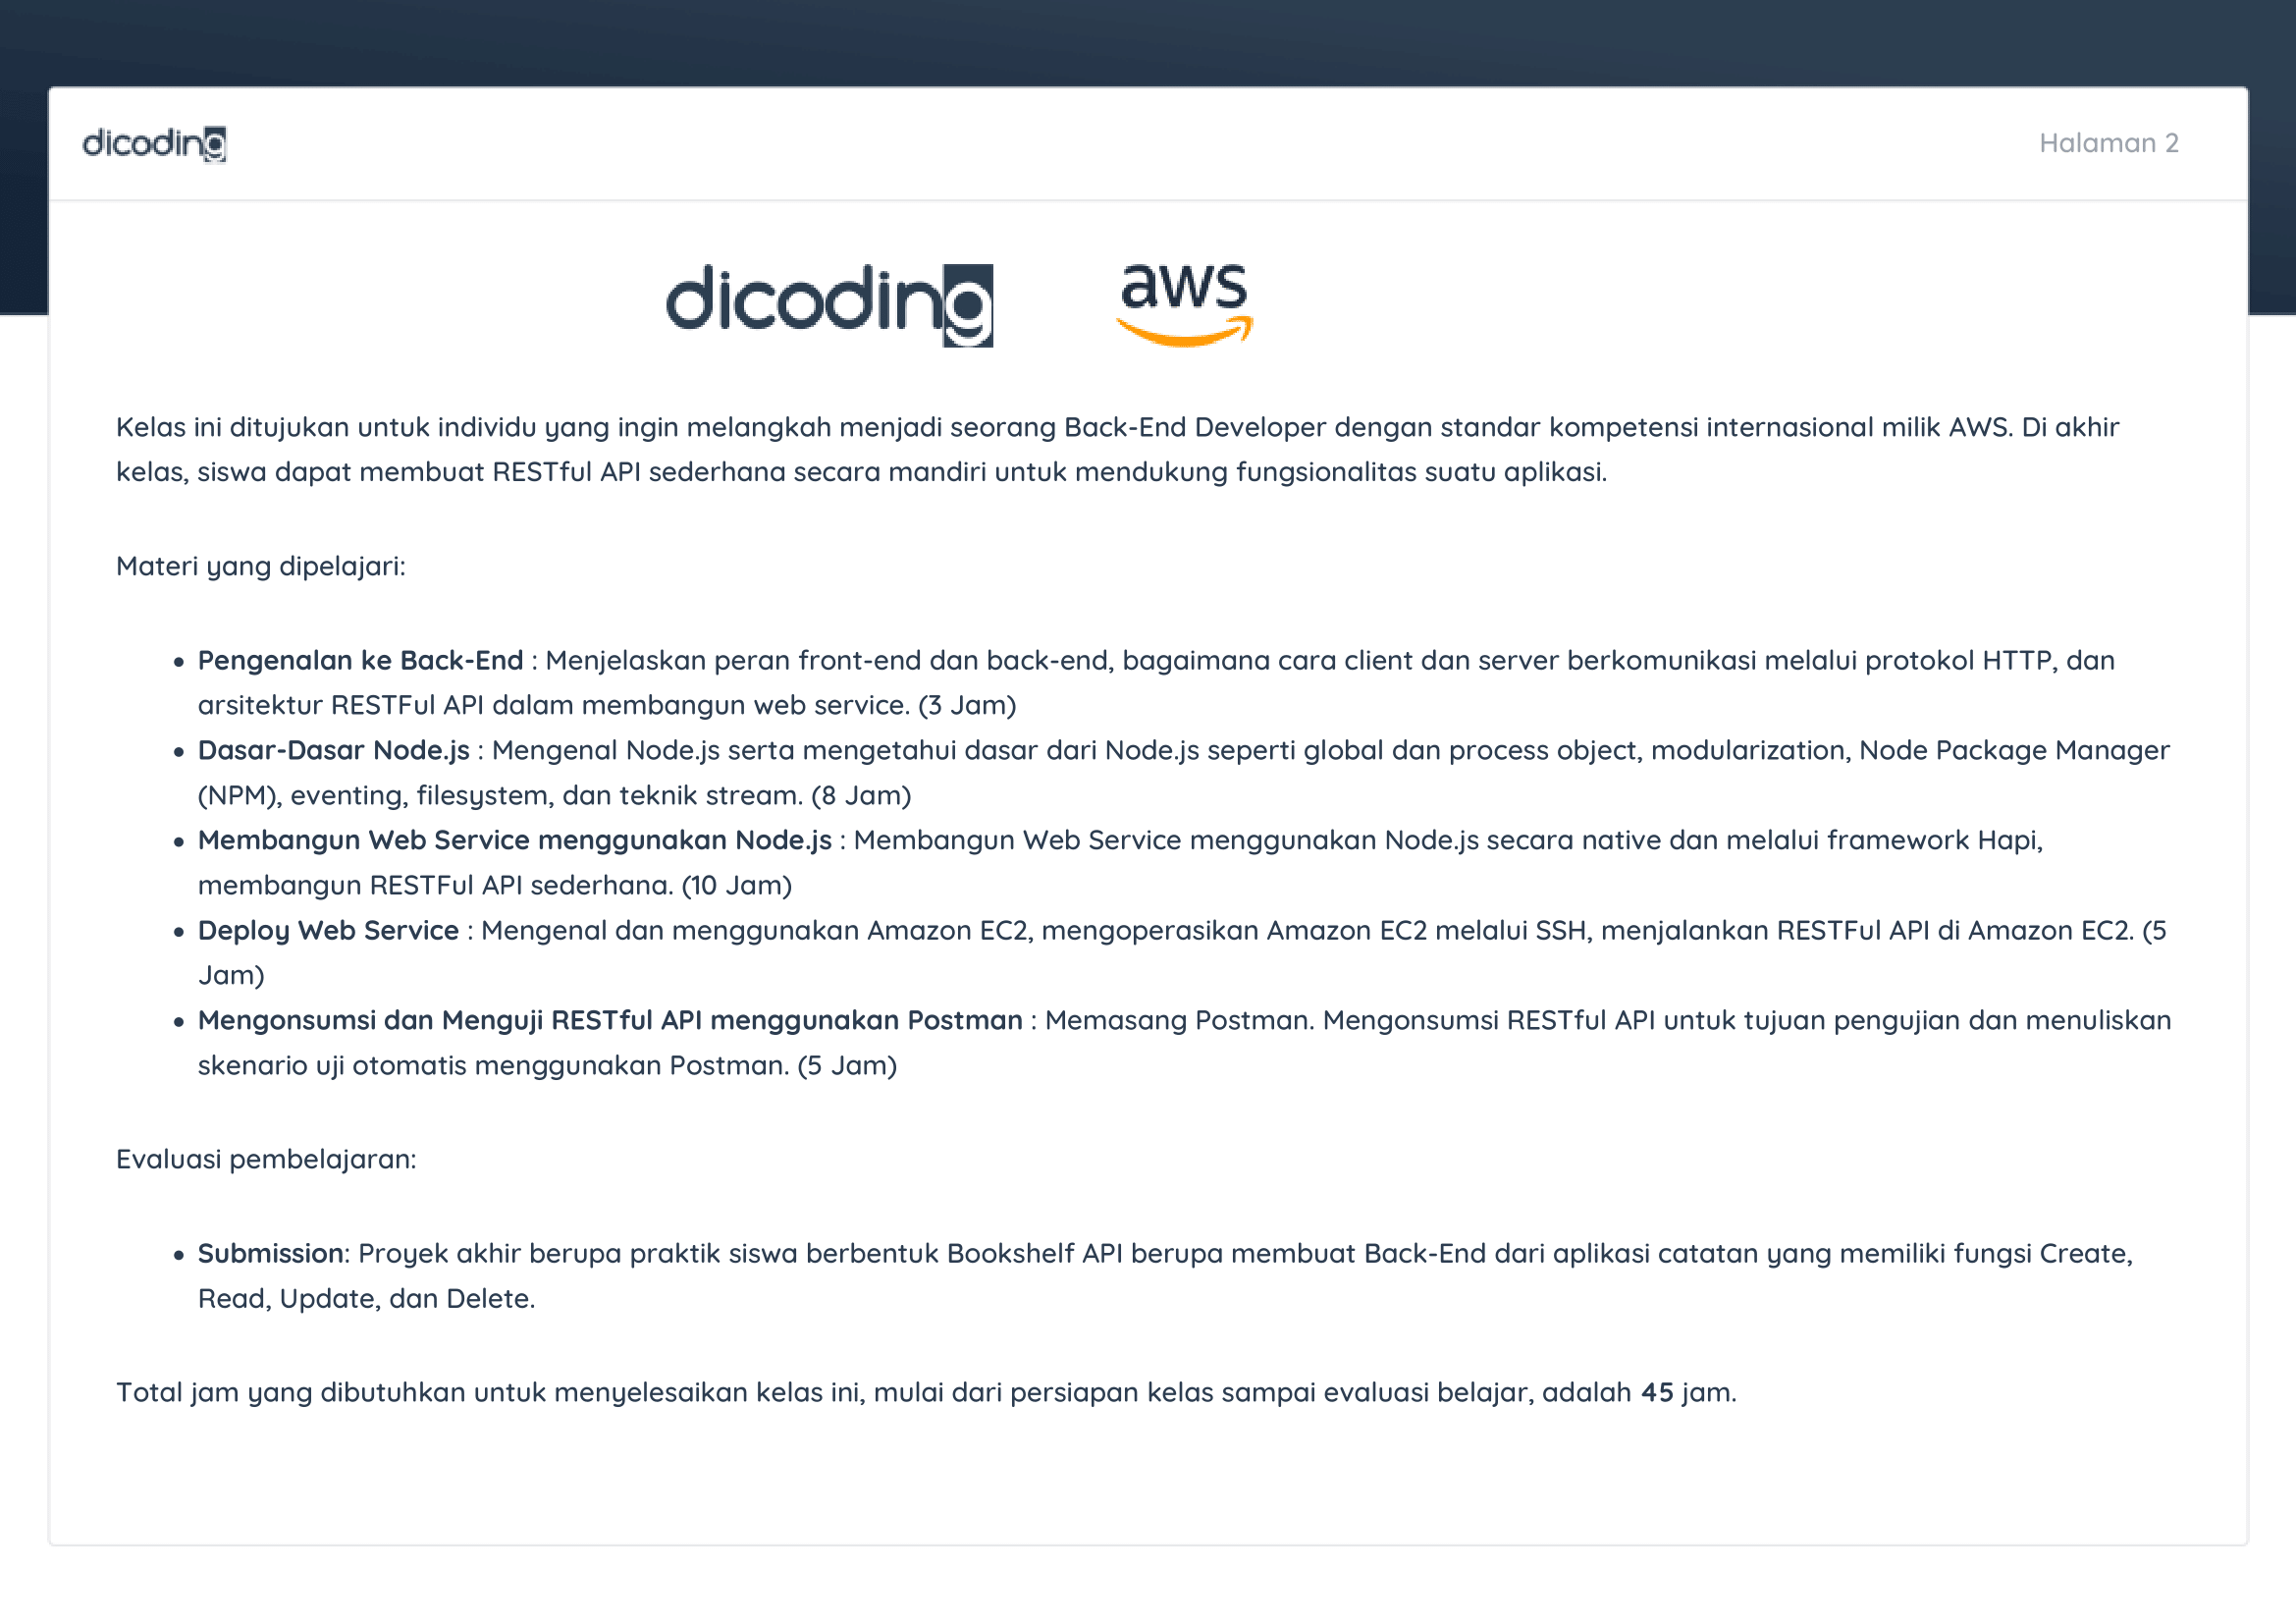 dicoding
Halaman 2
dicoding aws
Kelas ini ditujukan untuk individu yang ingin melangkah menjadi seorang Back-End Developer dengan standar kompetensi internasional milik AWS. Di akhir
kelas, siswa dapat membuat RESTful API sederhana secara mandiri untuk mendukung fungsionalitas suatu aplikasi.
Materi yang dipelajari:
• Pengenalan ke Back-End : Menjelaskan peran front-end dan back-end, bagaimana cara client dan server berkomunikasi melalui protokol HTTP, dan
arsitektur RESTFul API dalam membangun web service. (3 Jam)
• Dasar-Dasar Node.js : Mengenal Node.js serta mengetahui dasar dari Node.js seperti global dan process object, modularization, Node Package Manager
(NPM), eventing, filesystem, dan teknik stream. (8 Jam)
• Membangun Web Service menggunakan Node.js : Membangun Web Service menggunakan Node.js secara native dan melalui framework Hapi,
membangun RESTFul API sederhana. (10 Jam)
• Deploy Web Service : Mengenal dan menggunakan Amazon EC2, mengoperasikan Amazon EC2 melalui SSH, menjalankan RESTFul API di Amazon EC2. (5
Jam)
• Mengonsumsi dan Menguji RESTful API menggunakan Postman : Memasang Postman. Mengonsumsi RESTful API untuk tujuan pengujian dan menuliskan
skenario uji otomatis menggunakan Postman. (5 Jam)
Evaluasi pembelajaran:
• Submission: Proyek akhir berupa praktik siswa berbentuk Bookshelf API berupa membuat Back-End dari aplikasi catatan yang memiliki fungsi Create,
Read, Update, dan Delete.
Total jam yang dibutuhkan untuk menyelesaikan kelas ini, mulai dari persiapan kelas sampai evaluasi belajar, adalah 45 jam.